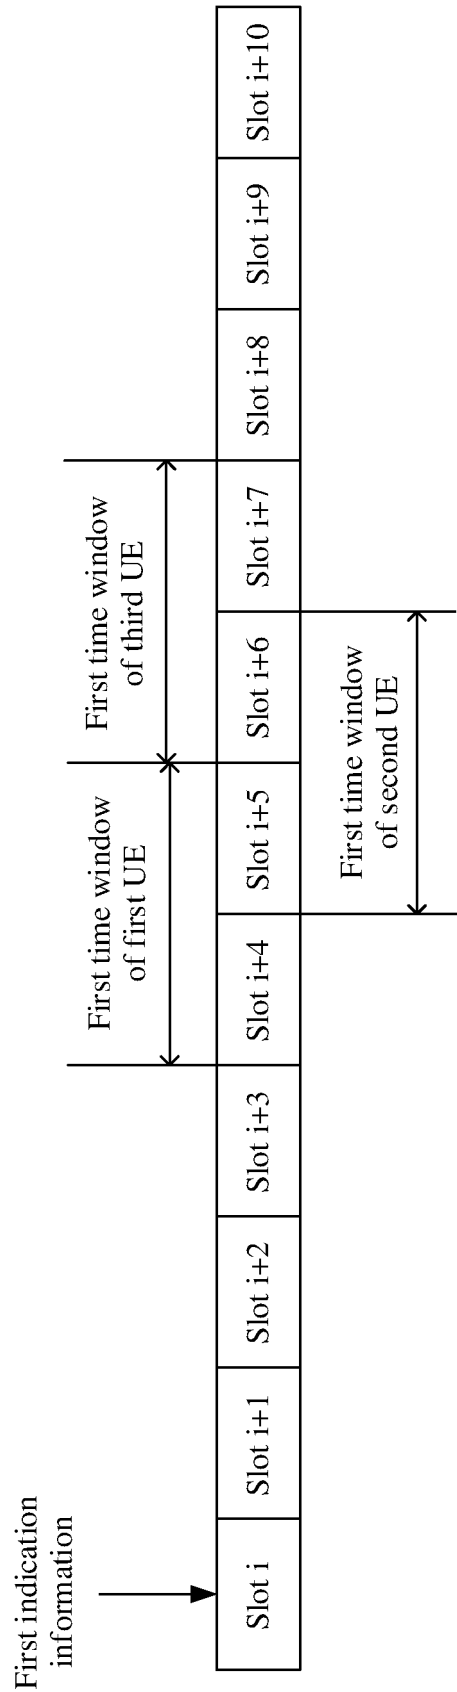 First indication
information
First time window
of first UE
First time window
of third UE
Slot i
Slot i+1
Slot i+2
Slot i+3
Slot i+4
Slot i+5
Slot i+6
Slot i+7
Slot i+8
Slot i+9
Slot i+10
First time window
of second UE